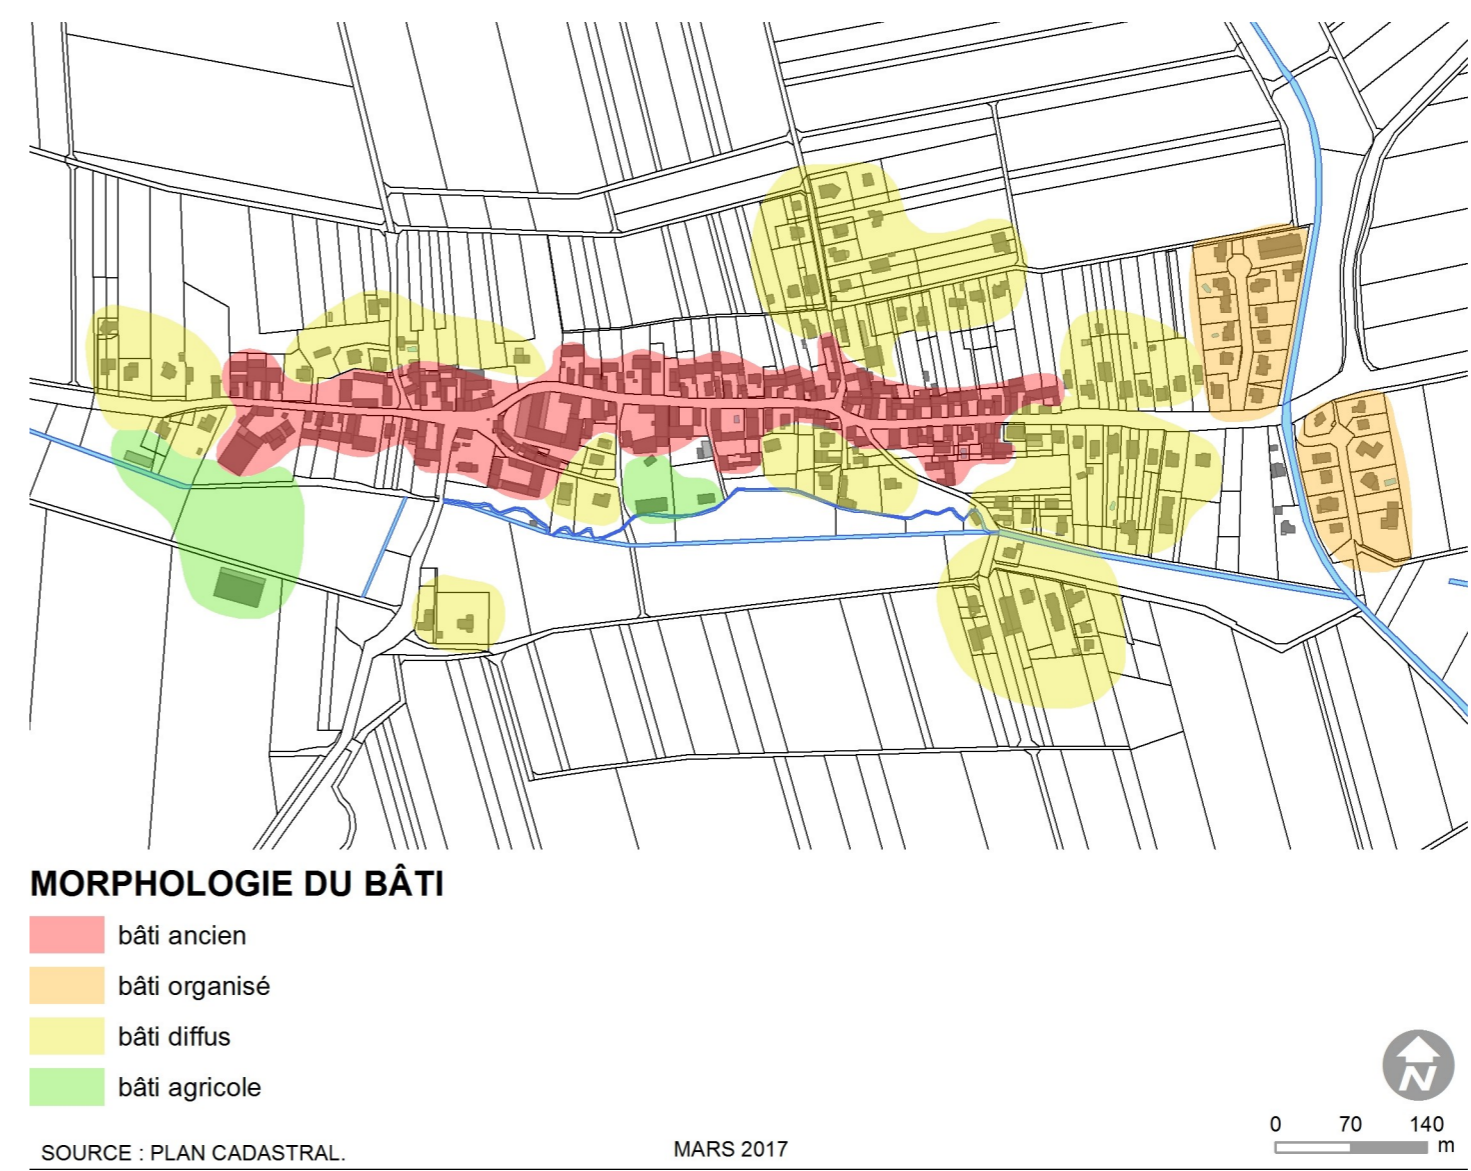 MORPHOLOGIE DU BÂTI
bâti ancien
bâti organisé
bâti diffus
bâti agricole
N
0 70 140
m
SOURCE : PLAN CADASTRAL.
MARS 2017